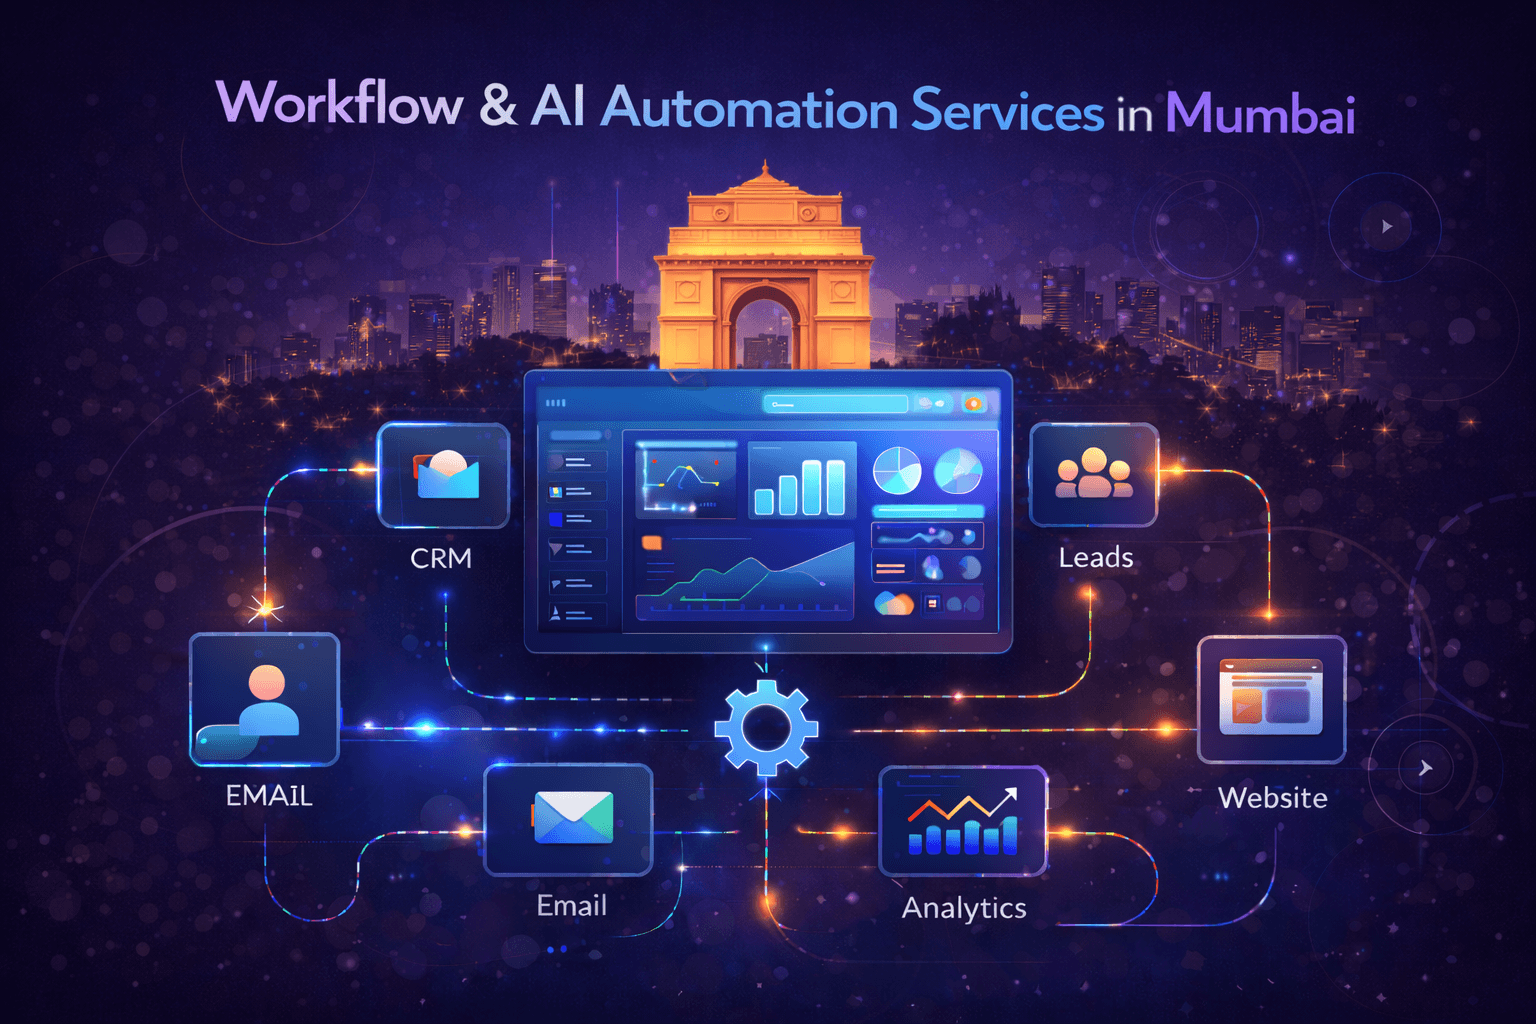 Workflow & AI Automation Services in Mumbai
CRM
Leads
EMAIL
Website
Email
Analytics